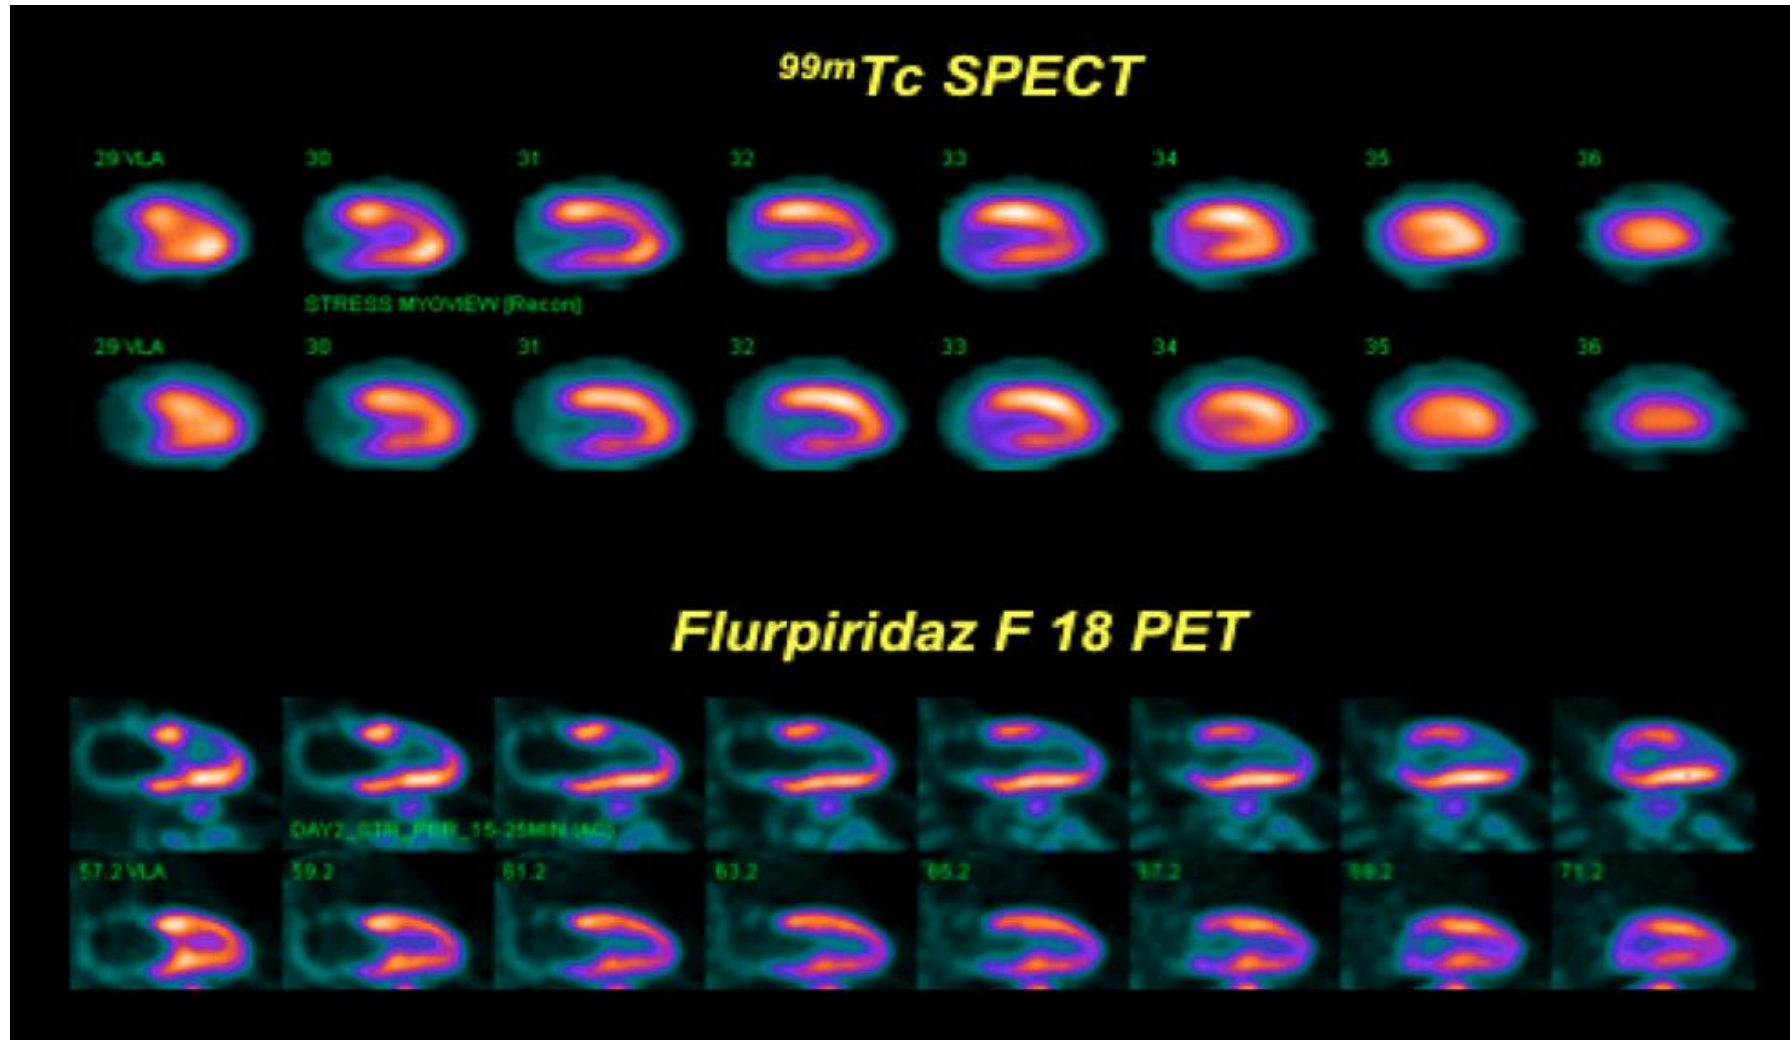 99mTc SPECT
29 VLA 30 31 32 33 34 35 36
STRESS MYOVIEW [Recon]
29 VLA 30 31 32 33 34 35 36
Flurpiridaz F 18 PET
DAY2_STR_PER_15-25MIN (AC)
57.2 VLA 59.2 61.2 63.2 65.2 67.2 69.2 71.2